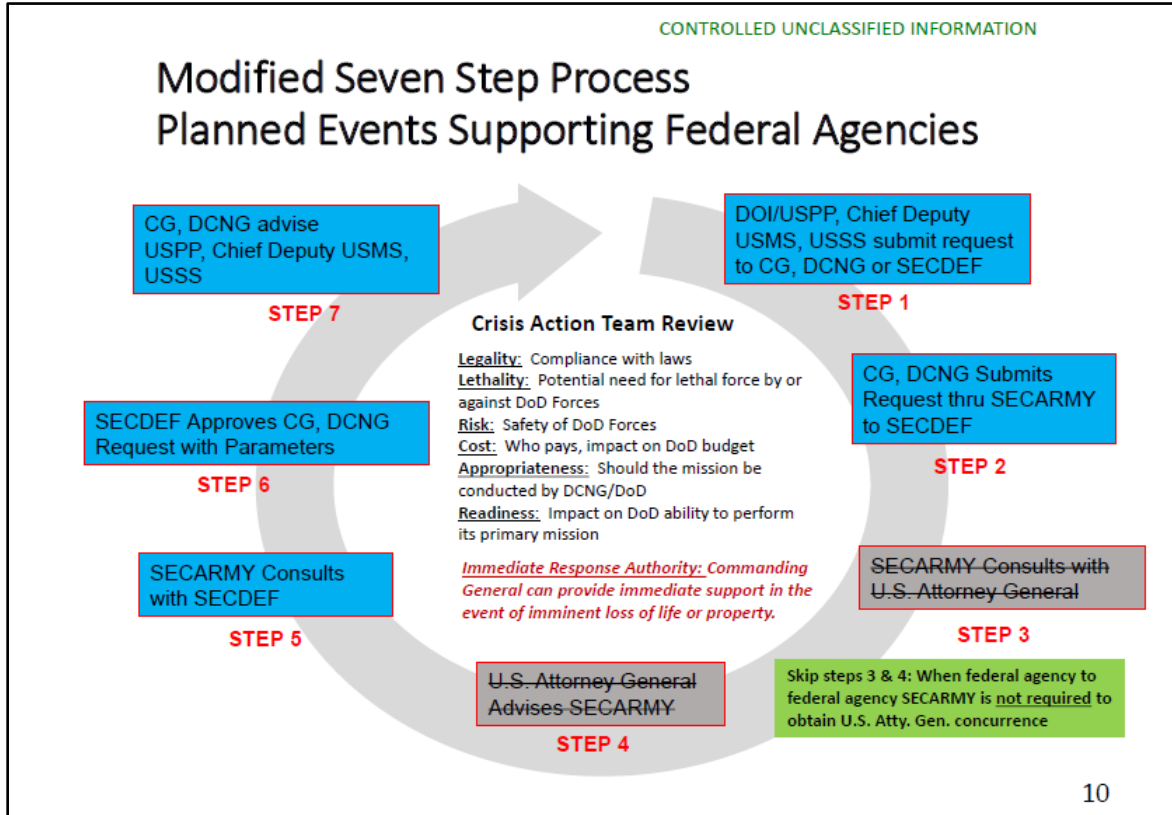 CONTROLLED UNCLASSIFIED INFORMATION
Modified Seven Step Process
Planned Events Supporting Federal Agencies
DOI/USPP, Chief Deputy
USMS, USSS submit request
to CG, DCNG or SECDEF
STEP 1
CG, DCNG Submits
Request thru SECARMY
to SECDEF
STEP 2
SECARMY Consults with
U.S. Attorney General
STEP 3
Skip steps 3 & 4: When federal agency to
federal agency SECARMY is not required to
obtain U.S. Atty. Gen. concurrence
U.S. Attorney General
Advises SECARMY
STEP 4
SECARMY Consults
with SECDEF
STEP 5
SECDEF Approves CG, DCNG
Request with Parameters
STEP 6
CG, DCNG advise
USPP, Chief Deputy USMS,
USSS
STEP 7
Crisis Action Team Review
Legality: Compliance with laws
Lethality: Potential need for lethal force by or
against DoD Forces
Risk: Safety of DoD Forces
Cost: Who pays, impact on DoD budget
Appropriateness: Should the mission be
conducted by DCNG/DoD
Readiness: Impact on DoD ability to perform
its primary mission
Immediate Response Authority: Commanding
General can provide immediate support in the
event of imminent loss of life or property.
10